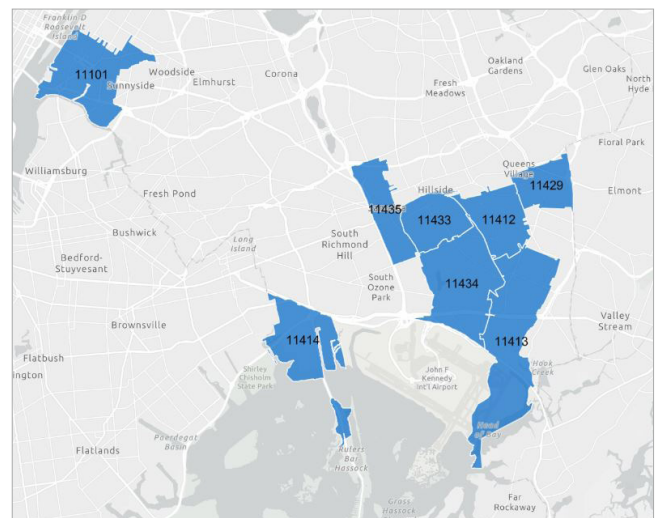 Franklin D
Roosevelt
Island
11101
Woodside
Sunnyside
Elmhurst
Corona
Oakland
Gardens
Glen Oaks
North
Hyde
Fresh
Meadows
Floral Park
Queens
Village
11429
Elmont
Williamsburg
Fresh Pond
Hillside
11435
11433
11412
Bushwick
Long
Island
South
Richmond
Hill
Bedford-
Stuyvesant
South
Ozone
Park
11434
Brownsville
11414
11413
Valley
Stream
Flatbush
ington
Shirley
Chisholm
State Park
John F
Kennedy
Int'l Airport
Hook
Creek
Paerdegat
Basin
Flatlands
Rulers
Bar
Hassock
Head
of Bay
Grass
Hassock
Far
Rockaway